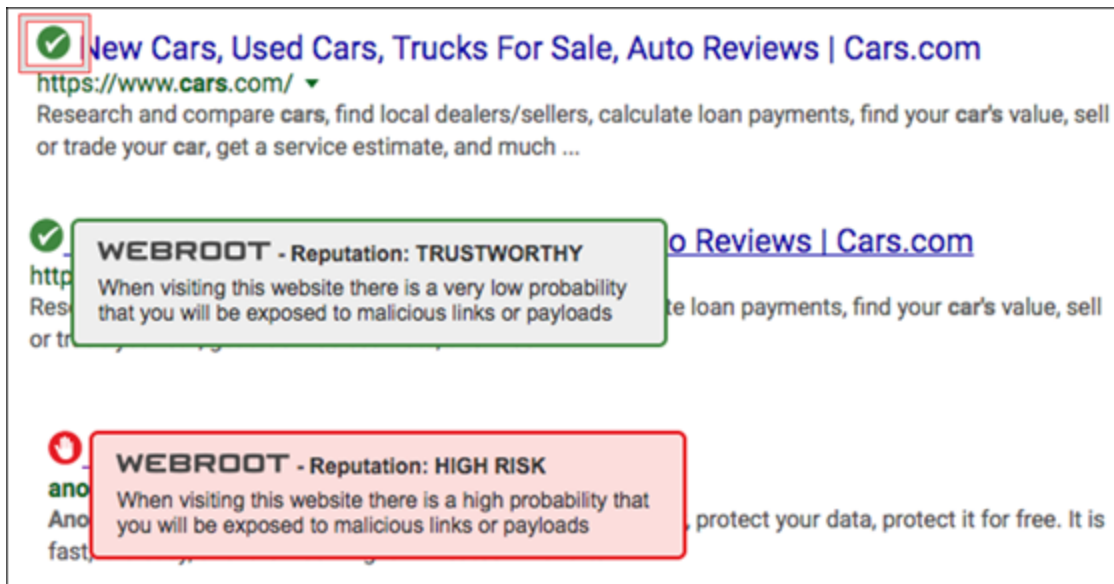 New Cars, Used Cars, Trucks For Sale, Auto Reviews | Cars.com
https://www.cars.com/
Research and compare cars, find local dealers/sellers, calculate loan payments, find your car's value, sell
or trade your car, get a service estimate, and much ...
WEBROOT - Reputation: TRUSTWORTHY
When visiting this website there is a very low probability
that you will be exposed to malicious links or payloads
o Reviews | Cars.com
http
loan payments, find your car's value, sell
or
WEBROOT - Reputation: HIGH RISK
When visiting this website there is a high probability that
you will be exposed to malicious links or payloads
ano
Ano , protect your data, protect it for free. It is
fast,